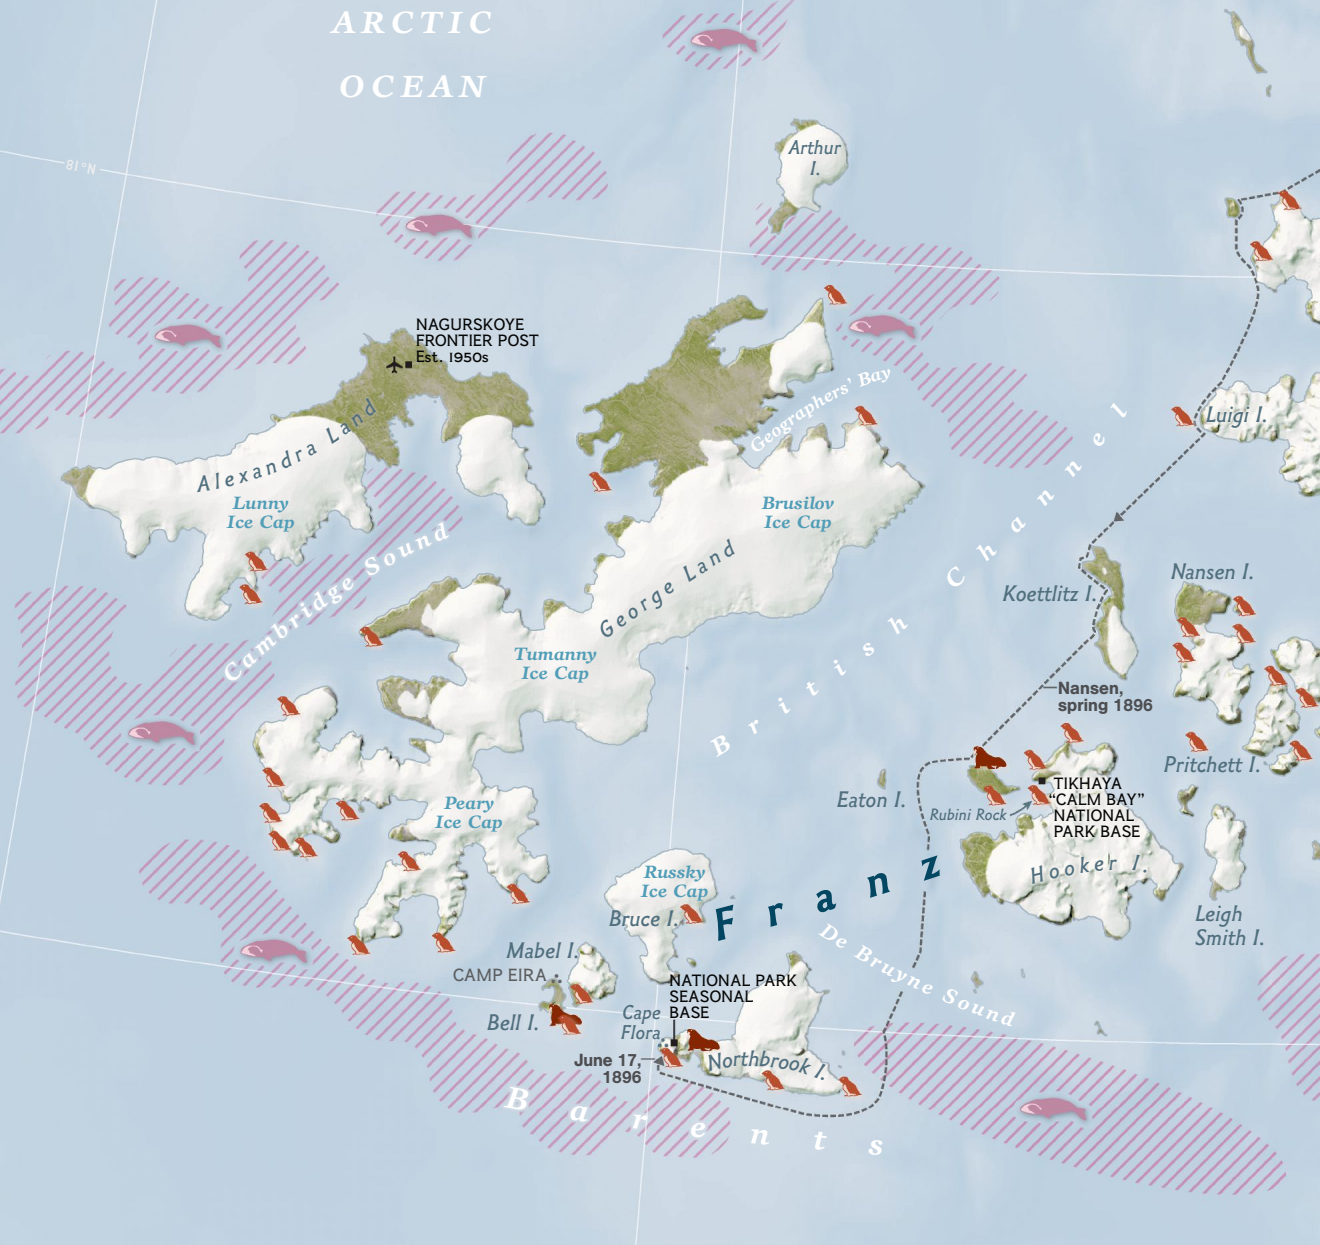 ARCTIC
OCEAN
81°N
Arthur
I.
NAGURSKOYE
FRONTIER POST
Est. 1950s
Geographers' Bay
Luigi I.
Alexandra Land
Lunny
Ice Cap
Brusilov
Ice Cap
Cambridge Sound
George Land
British Channel
Koettlitz I.
Nansen I.
Tumanny
Ice Cap
Nansen,
spring 1896
Pritchett I.
Eaton I.
Rubini Rock
TIKHAYA
“CALM BAY”
NATIONAL
PARK BASE
Peary
Ice Cap
Hooker I.
Russky
Ice Cap
Bruce I.
Franz
Leigh
Smith I.
De Bruyne Sound
Mabel I.
CAMP EIRA
Bell I.
NATIONAL PARK
SEASONAL
BASE
Cape
Flora
Northbrook I.
June 17,
1896
Barents